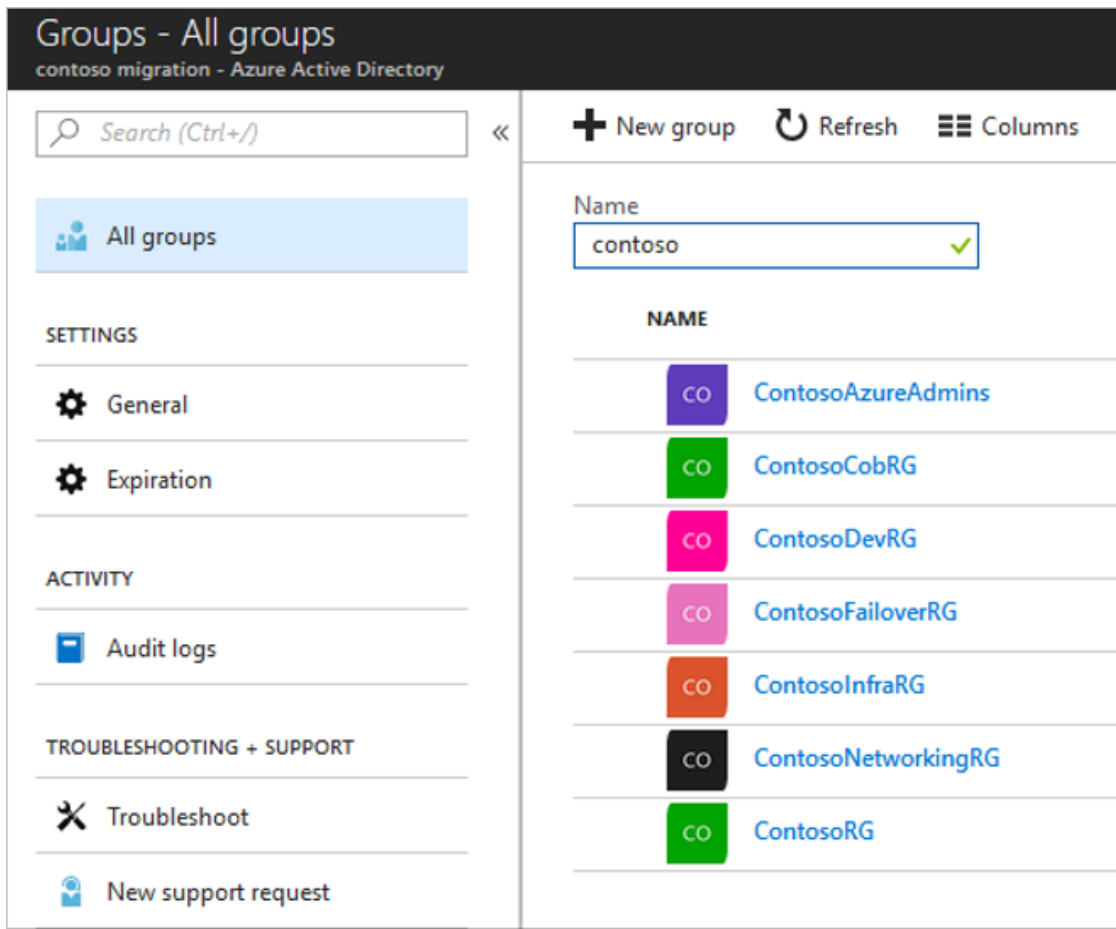 Groups - All groups
contoso migration - Azure Active Directory
Search (Ctrl+/)
«
All groups
SETTINGS
General
Expiration
ACTIVITY
Audit logs
TROUBLESHOOTING + SUPPORT
Troubleshoot
New support request
New group Refresh Columns
Name
contoso
NAME
CO ContosoAzureAdmins
CO ContosoCobRG
CO ContosoDevRG
CO ContosoFailoverRG
CO ContosoInfraRG
CO ContosoNetworkingRG
CO ContosoRG